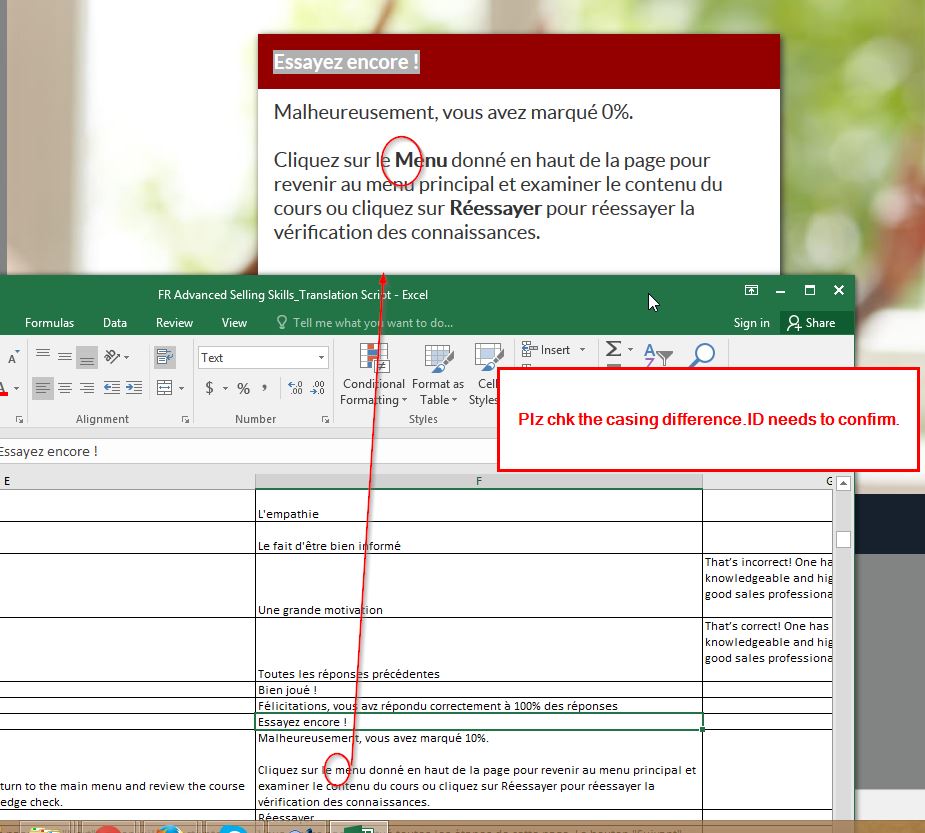 Essayez encore !
Malheureusement, vous avez marqué 0%.
Cliquez sur le Menu donné en haut de la page pour
revenir au menu principal et examiner le contenu du
cours ou cliquez sur Réessayer pour réessayer la
vérification des connaissances.
FR Advanced Selling Skills_Translation Script - Excel
Formulas Data Review View Tell me what you want to do... Sign in Share
Text
Insert
$ % ,
Conditional Formatting
Format as Table
Cell Styles
Alignment Number Styles
Plz chk the casing difference.ID needs to confirm.
Essayez encore !
E F G
L'empathie
Le fait d'être bien informé
That's incorrect! One ha
knowledgeable and hig
good sales professiona
Une grande motivation
That's correct! One has
knowledgeable and hig
good sales professiona
Toutes les réponses précédentes
Bien joué !
Félicitations, vous avz répondu correctement à 100% des réponses
Essayez encore !
Malheureusement, vous avez marqué 10%.
Cliquez sur le menu donné en haut de la page pour revenir au menu principal et
turn to the main menu and review the course
examiner le contenu du cours ou cliquez sur Réessayer pour réessayer la
edge check.
vérification des connaissances.
Réessayer